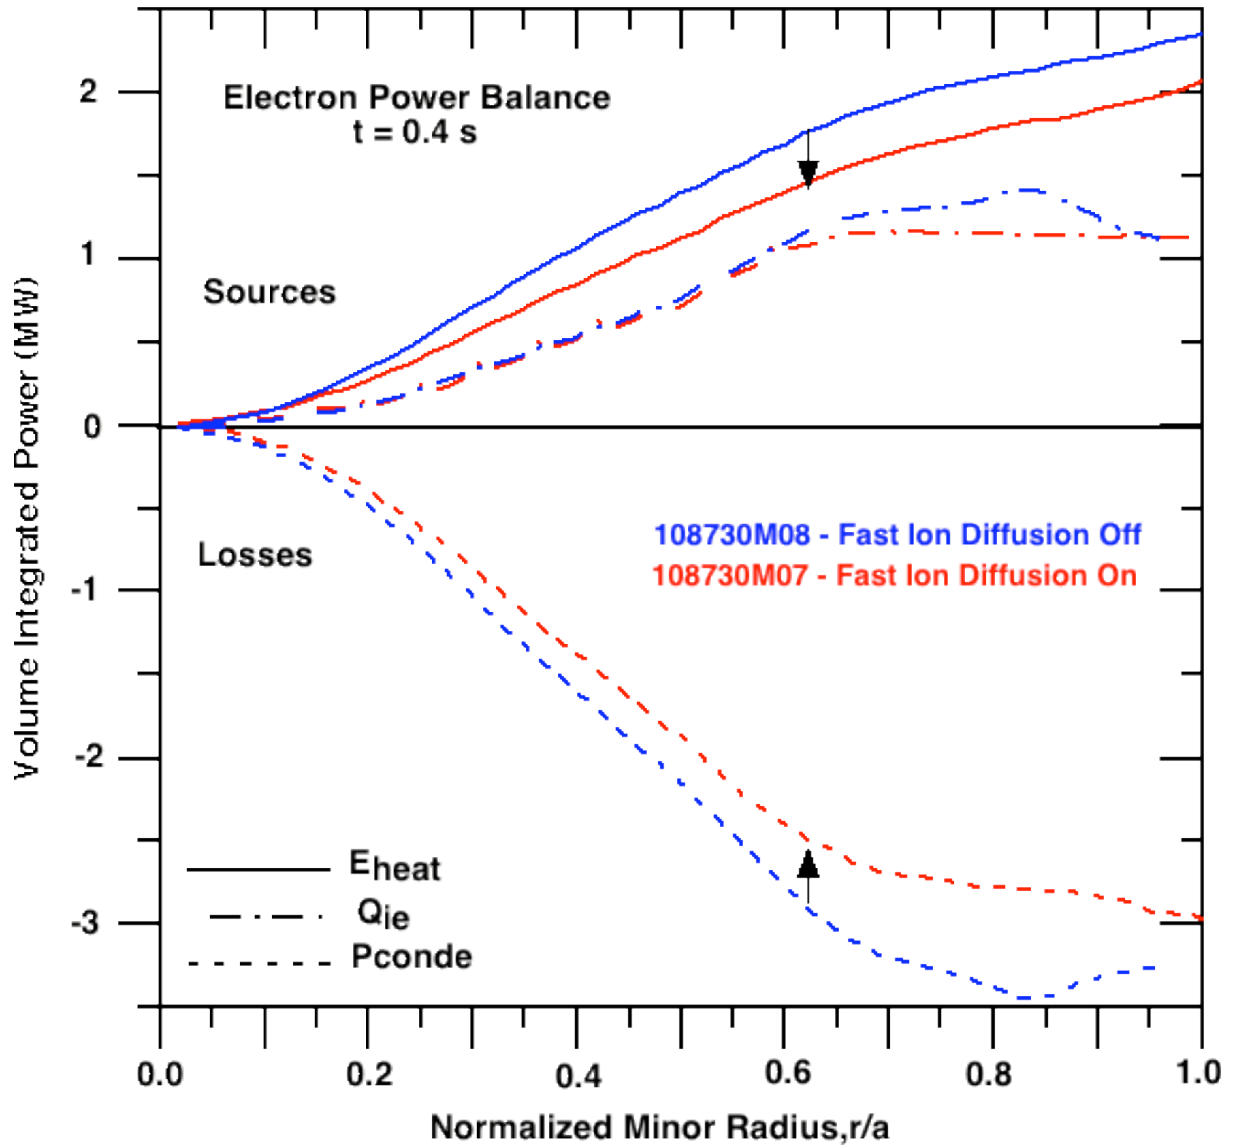 Electron Power Balance
t = 0.4 s
2
1
0
-1
-2
-3
Volume Integrated Power (MW)
Sources
Losses
108730M08 - Fast Ion Diffusion Off
108730M07 - Fast Ion Diffusion On
Eheat
Qie
Pconde
0.0 0.2 0.4 0.6 0.8 1.0
Normalized Minor Radius,r/a